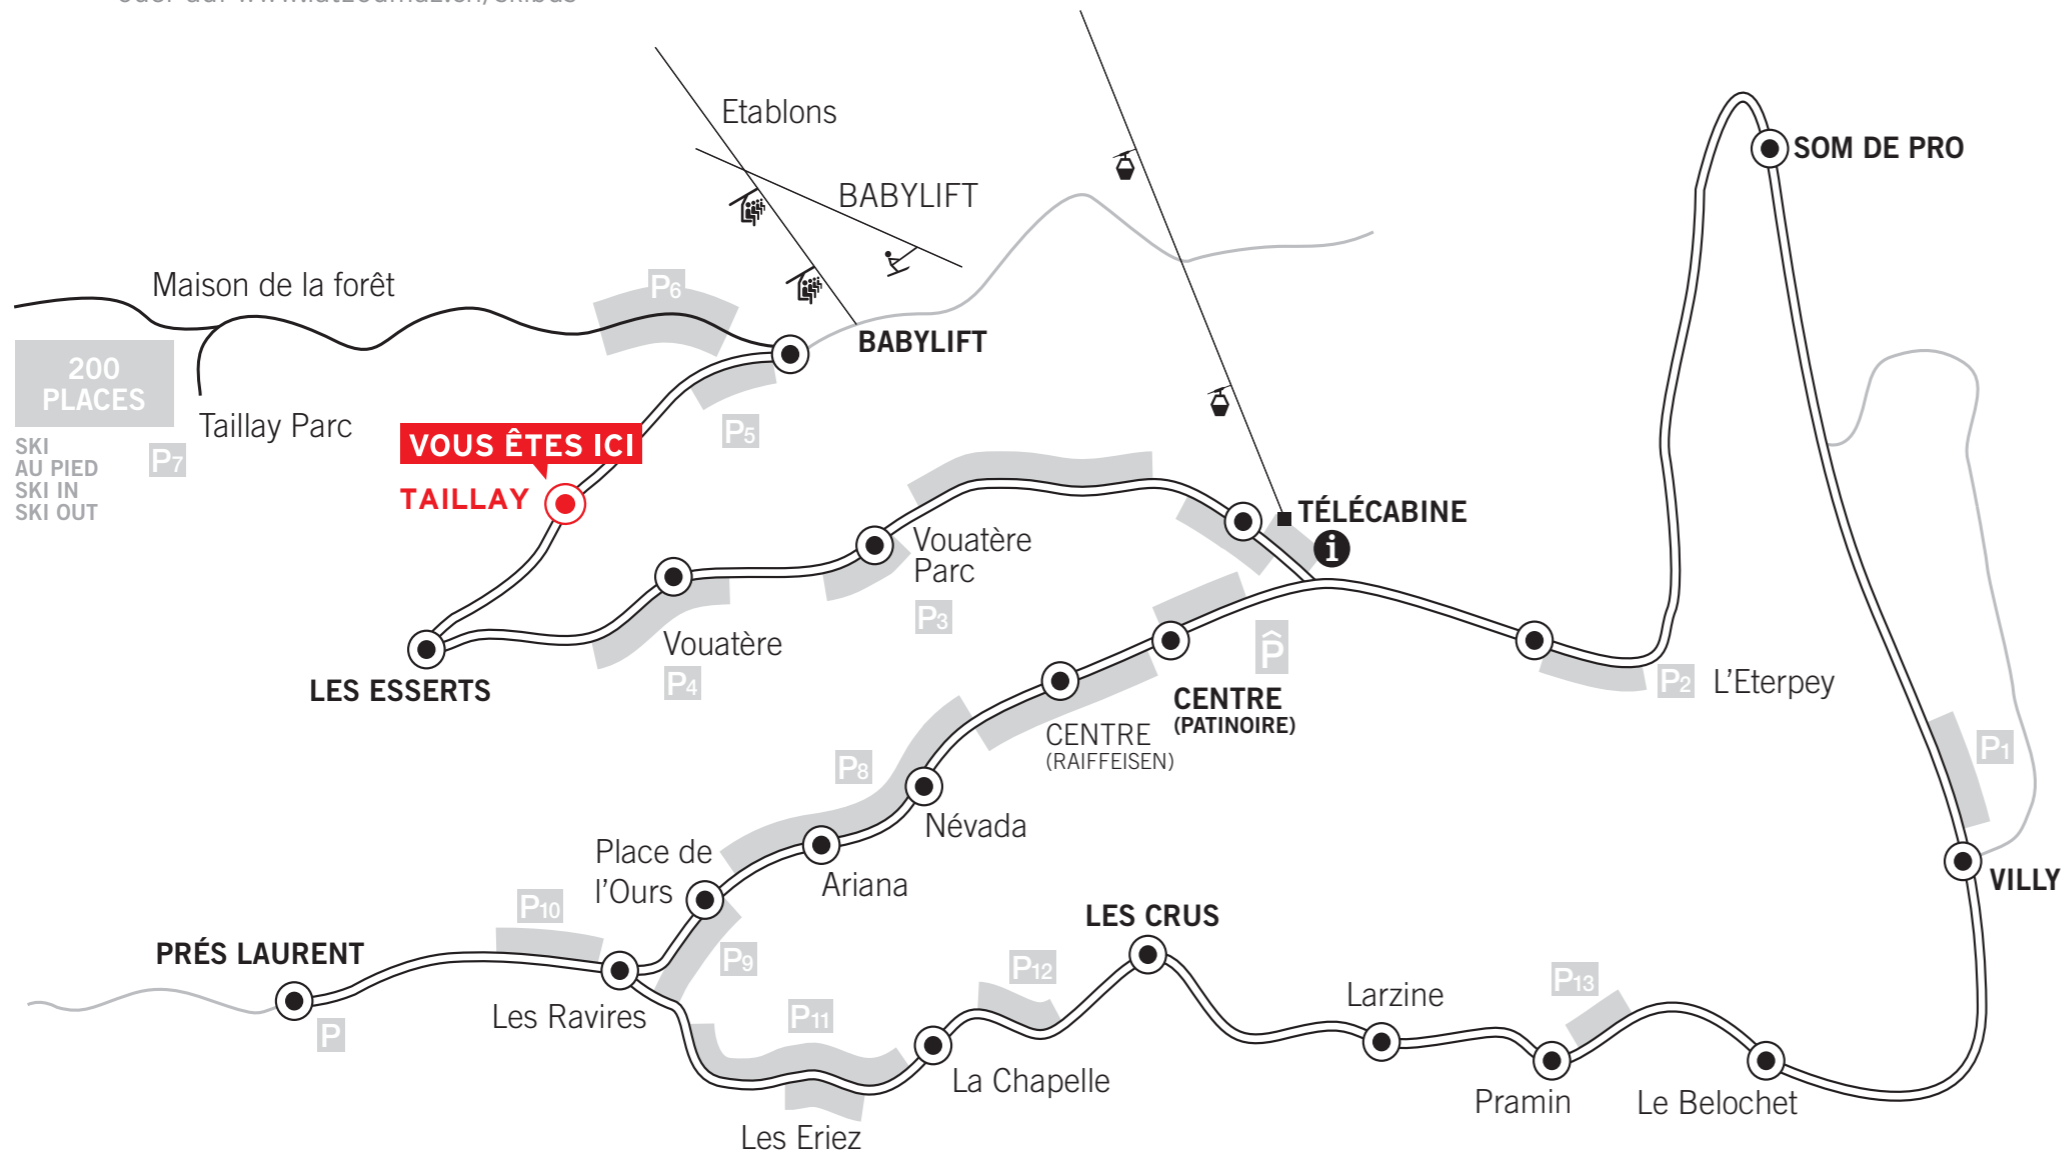 Etablons
SOM DE PRO
BABYLIFT
Maison de la forêt
P6
BABYLIFT
200
PLACES
Taillay Parc
P5
VOUS ÊTES ICI
SKI
AU PIED
SKI IN
SKI OUT
P7
TAILLAY
TÉLÉCABINE
i
Vouatère
Parc
P3
Vouatère
P4
P
LES ESSERTS
P2 L'Eterpey
CENTRE
(PATINOIRE)
CENTRE
(RAIFFEISEN)
P1
P8
Névada
Place de
l'Ours
Ariana
VILLY
P10
LES CRUS
PRÉS LAURENT
P9
P12
P13
Larzine
Les Ravires
P11
P
La Chapelle
Pramin
Le Belochet
Les Eriez